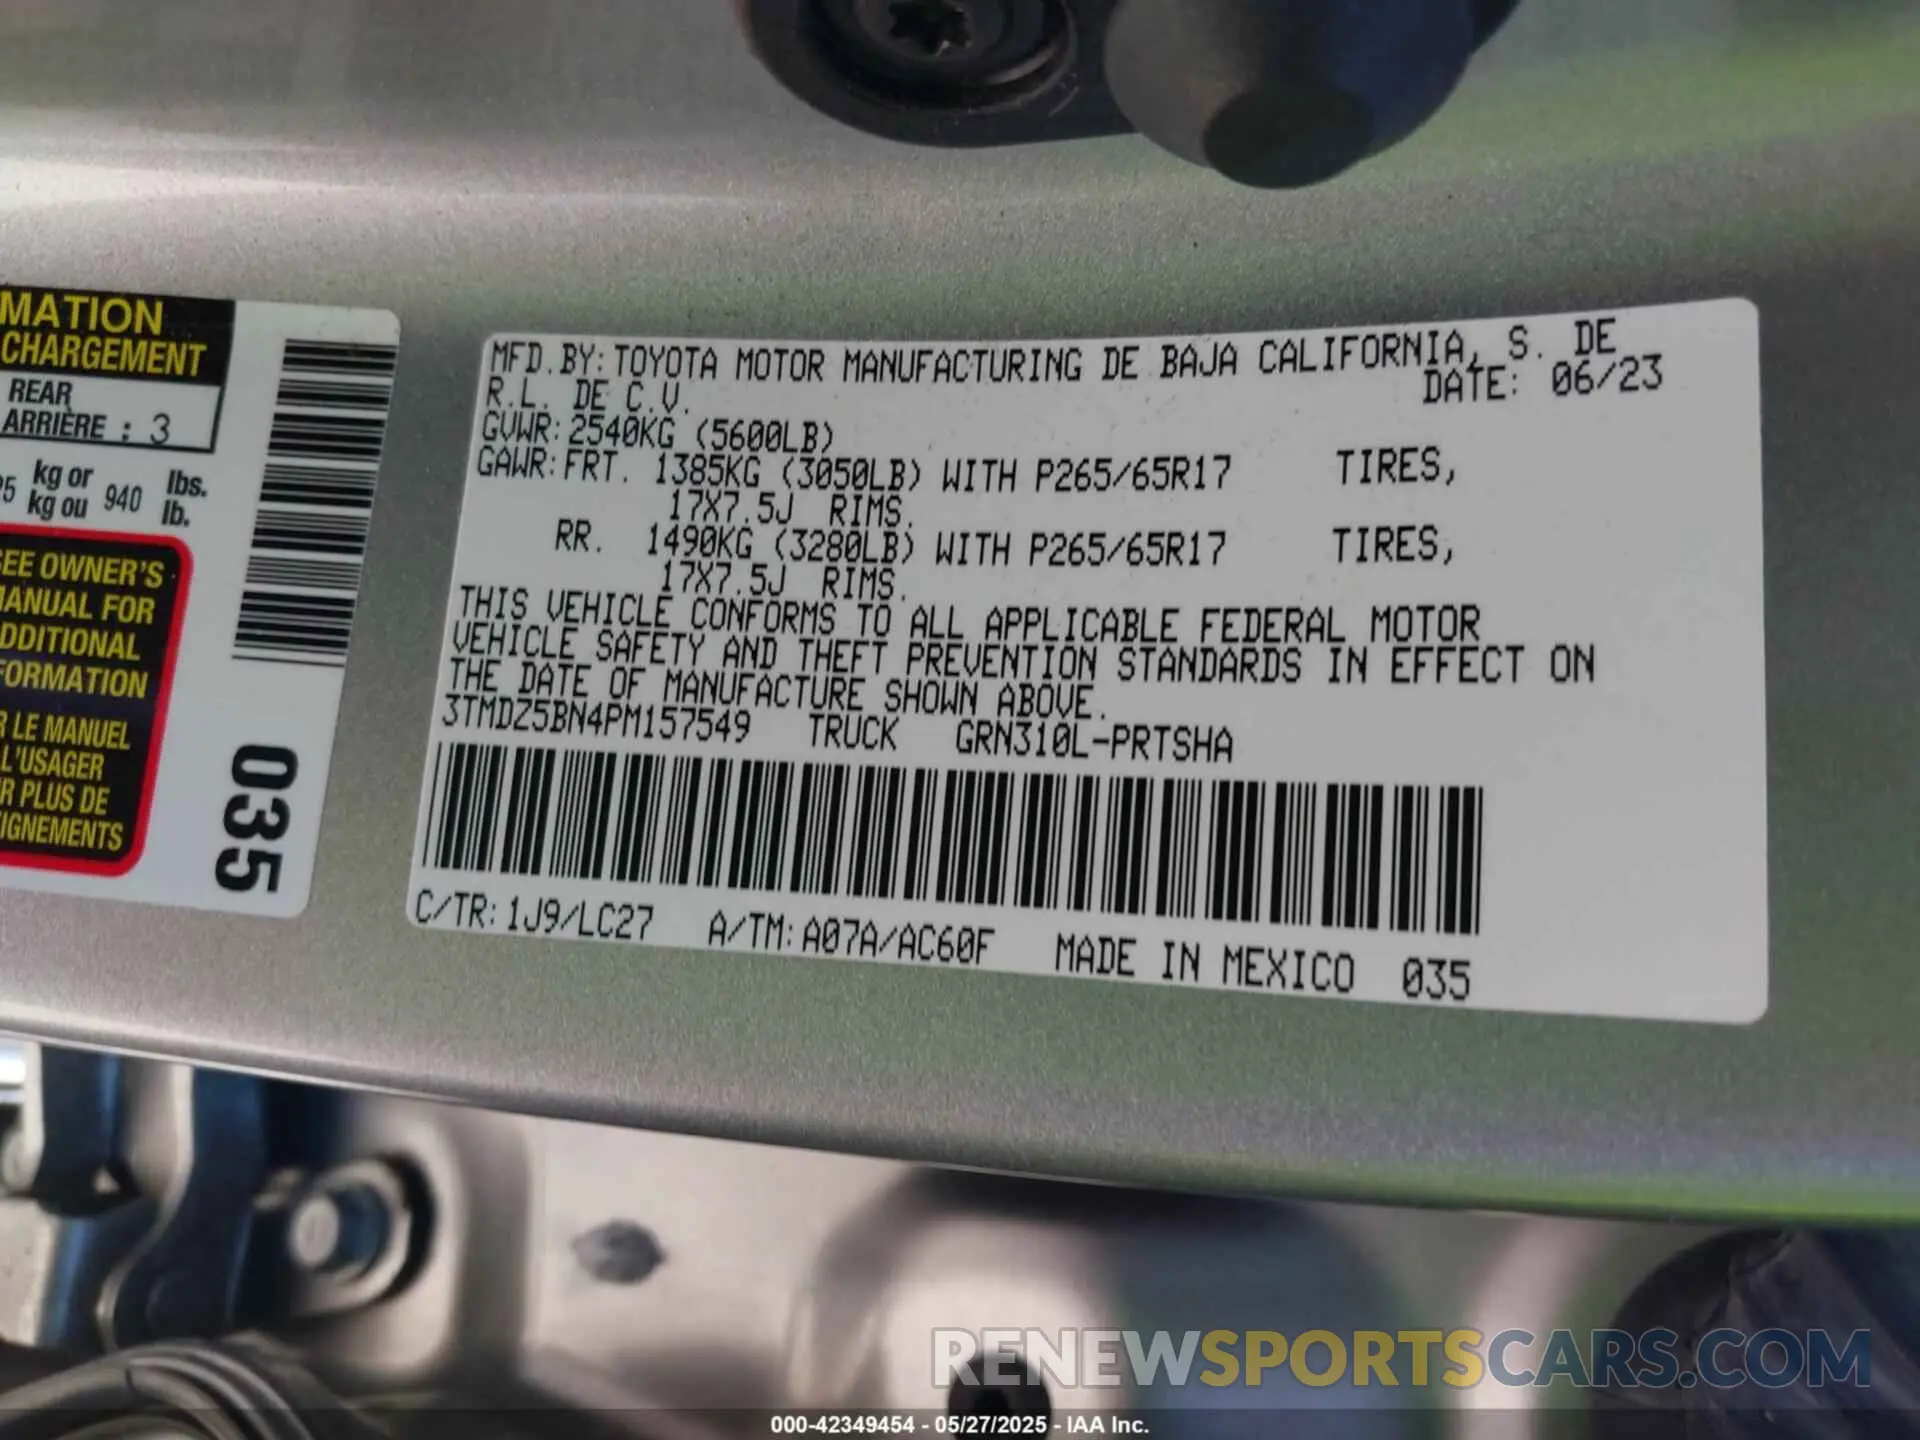 MATION
CHARGEMENT
REAR
ARRIÈRE : 3
kg or lbs.
kg ou 940 lb.
SEE OWNER'S
MANUAL FOR
ADDITIONAL
FORMATION
R LE MANUEL
L'USAGER
R PLUS DE
IGNEMENTS
035
MFD.BY:TOYOTA MOTOR MANUFACTURING DE BAJA CALIFORNIA, S. DE
R.L. DE C.V. DATE: 06/23
GVWR:2540KG (5600LB)
GAWR:FRT. 1385KG (3050LB) WITH P265/65R17 TIRES,
17X7.5J RIMS.
RR. 1490KG (3280LB) WITH P265/65R17 TIRES,
17X7.5J RIMS.
THIS VEHICLE CONFORMS TO ALL APPLICABLE FEDERAL MOTOR
VEHICLE SAFETY AND THEFT PREVENTION STANDARDS IN EFFECT ON
THE DATE OF MANUFACTURE SHOWN ABOVE.
3TMDZ5BN4PM157549 TRUCK GRN310L-PRTSHA
C/TR:1J9/LC27 A/TM:A07A/AC60F MADE IN MEXICO 035
RENEWSPORTSCARS.COM
000-42349454 - 05/27/2025 - IAA Inc.